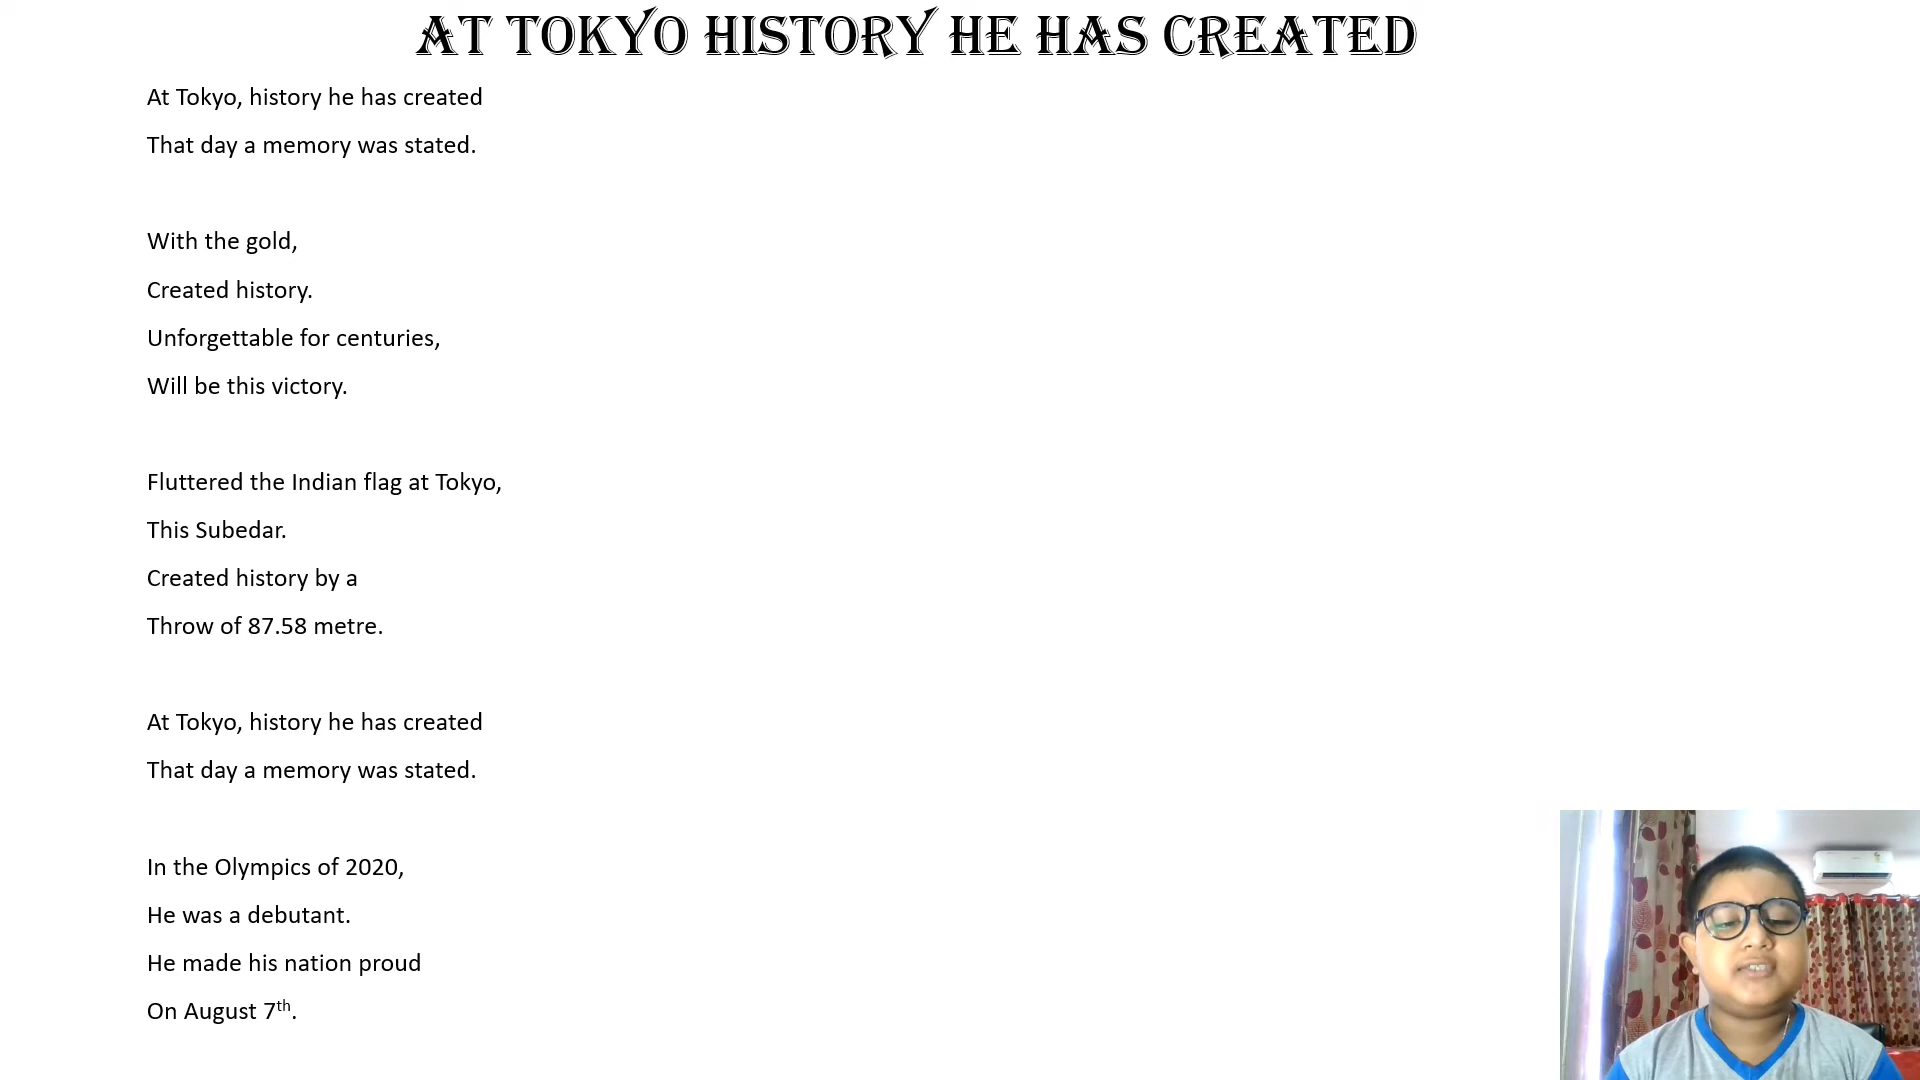 AT TOKYO HISTORY HE HAS CREATED
At Tokyo, history he has created
That day a memory was stated.
With the gold,
Created history.
Unforgettable for centuries,
Will be this victory.
Fluttered the Indian flag at Tokyo,
This Subedar.
Created history by a
Throw of 87.58 metre.
At Tokyo, history he has created
That day a memory was stated.
In the Olympics of 2020,
He was a debutant.
He made his nation proud
On August 7th.